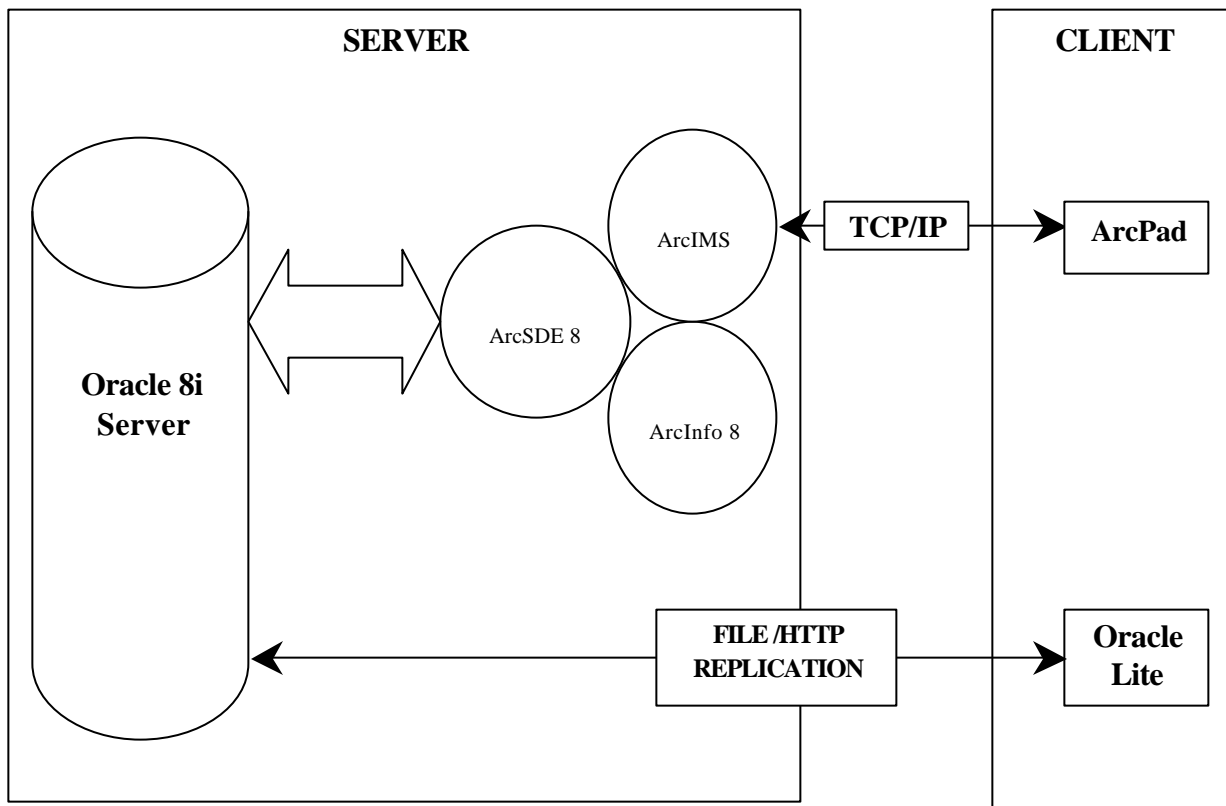 SERVER
CLIENT
ArcIMS
TCP/IP
ArcPad
ArcSDE 8
Oracle 8i
Server
ArcInfo 8
FILE /HTTP
REPLICATION
Oracle
Lite